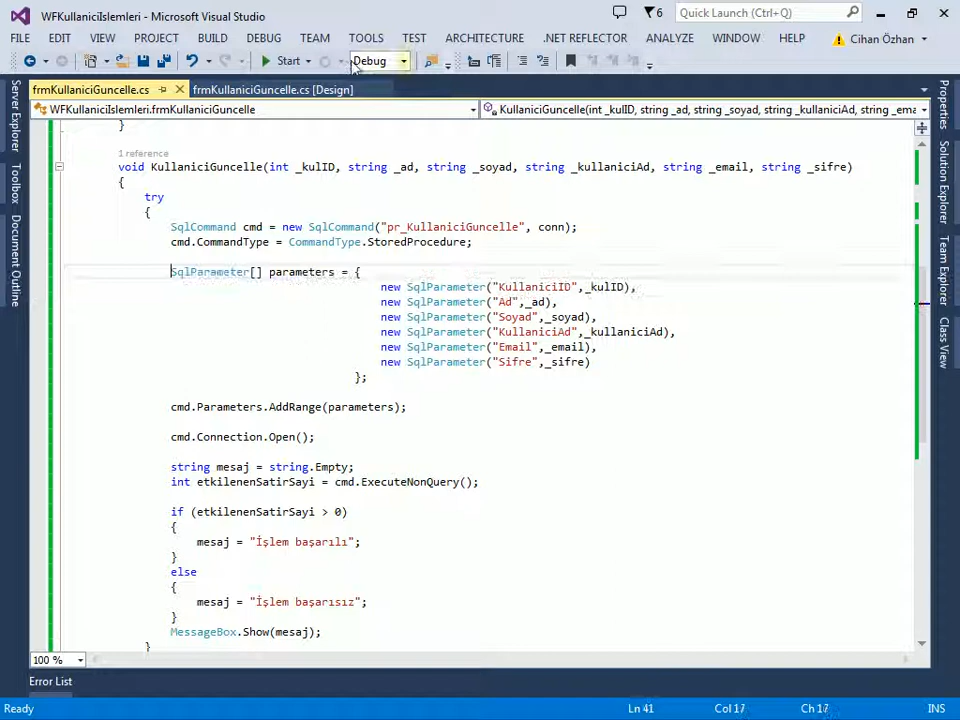 WFKullaniciIslemleri - Microsoft Visual Studio
6
Quick Launch (Ctrl+Q)
FILE EDIT VIEW PROJECT BUILD DEBUG TEAM TOOLS TEST ARCHITECTURE .NET REFLECTOR ANALYZE WINDOW HELP Cihan Özhan
Start Debug
frmKullaniciGuncelle.cs frmKullaniciGuncelle.cs [Design]
WFKullaniciIslemleri.frmKullaniciGuncelle KullaniciGuncelle(int _kulID, string _ad, string _soyad, string _kullaniciAd, string _ema
Server Explorer
Toolbox
Document Outline
Properties
Solution Explorer
Team Explorer
Class View
}
1 reference
void KullaniciGuncelle(int _kulID, string _ad, string _soyad, string _kullaniciAd, string _email, string _sifre)
{
try
{
SqlCommand cmd = new SqlCommand("pr_KullaniciGuncelle", conn);
cmd.CommandType = CommandType.StoredProcedure;
SqlParameter[] parameters = {
new SqlParameter("KullaniciID",_kulID),
new SqlParameter("Ad",_ad),
new SqlParameter("Soyad",_soyad),
new SqlParameter("KullaniciAd",_kullaniciAd),
new SqlParameter("Email",_email),
new SqlParameter("Sifre",_sifre)
};
cmd.Parameters.AddRange(parameters);
cmd.Connection.Open();
string mesaj = string.Empty;
int etkilenenSatirSayi = cmd.ExecuteNonQuery();
if (etkilenenSatirSayi > 0)
{
mesaj = "İşlem başarılı";
}
else
{
mesaj = "İşlem başarısız";
}
MessageBox.Show(mesaj);
}
100 %
Error List
Ready Ln 41 Col 17 Ch 17 INS